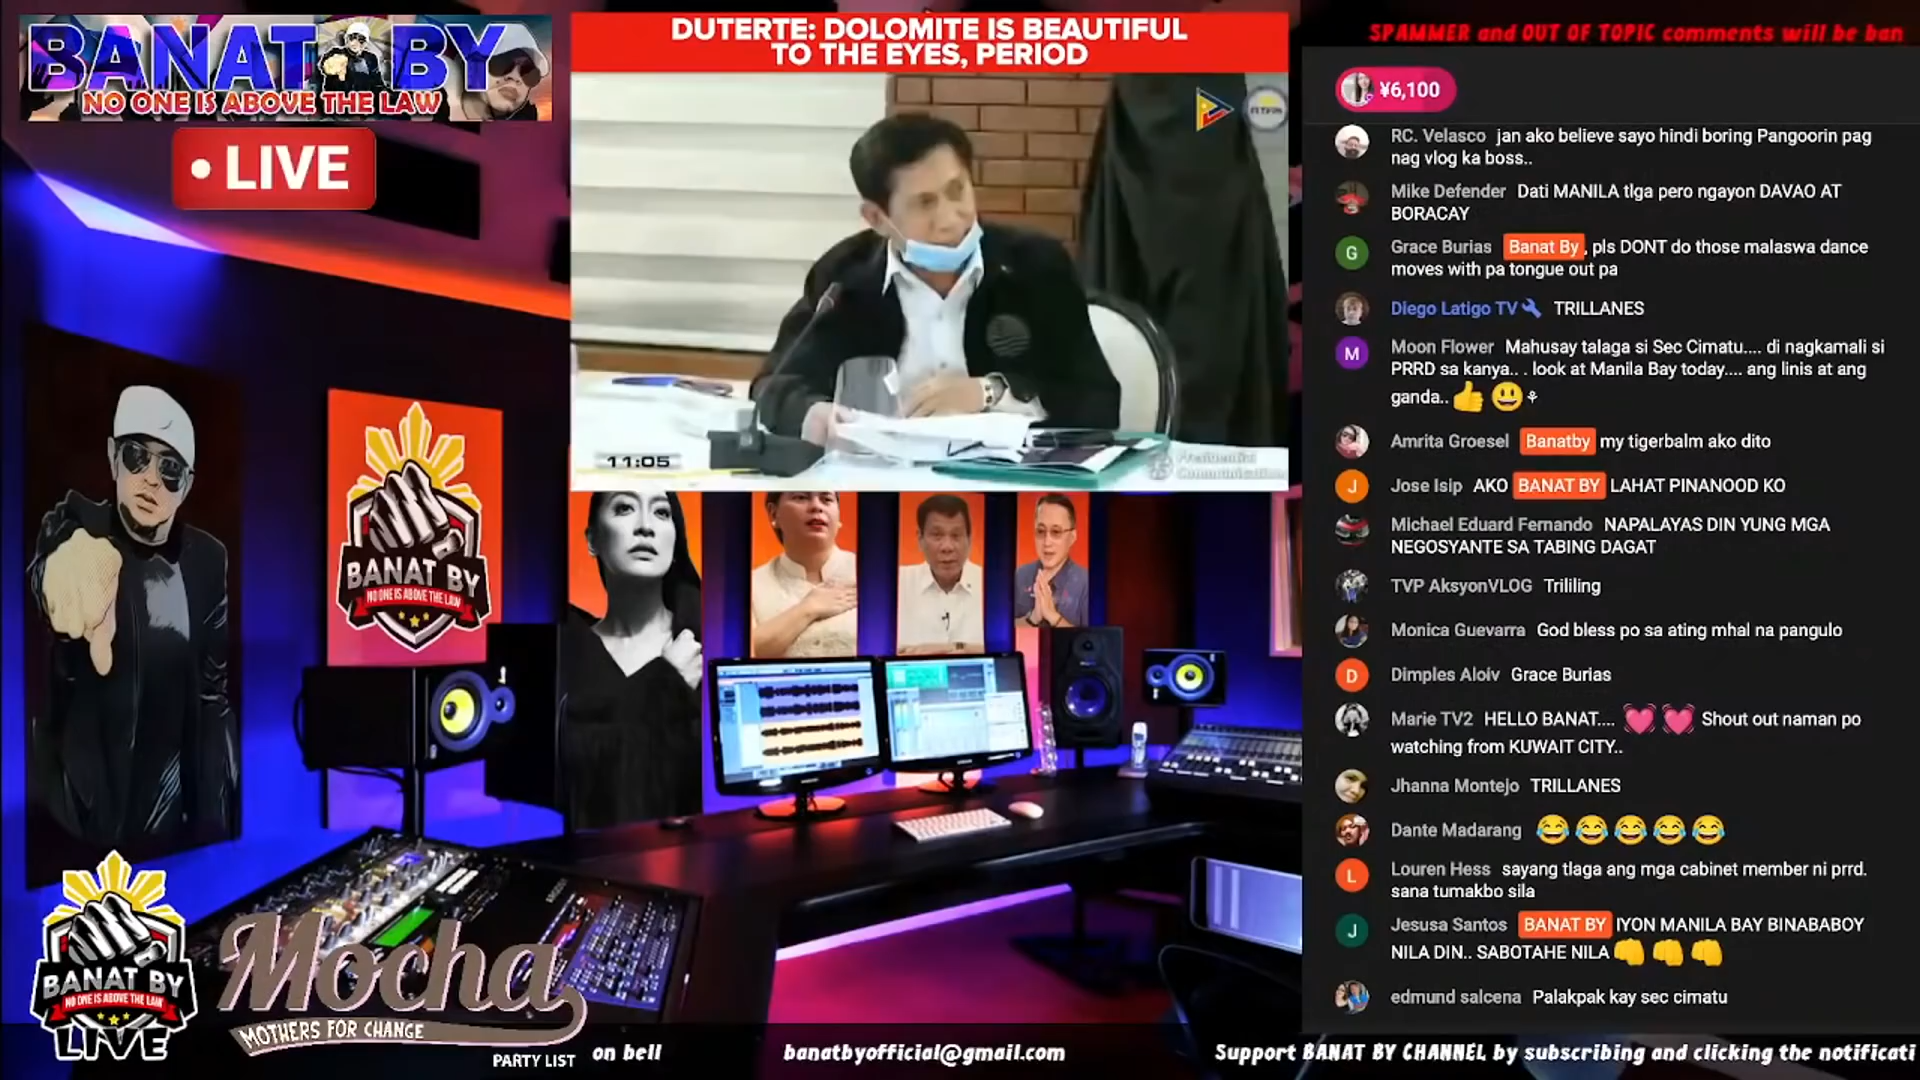 BANAT BY
NO ONE IS ABOVE THE LAW
• LIVE
DUTERTE: DOLOMITE IS BEAUTIFUL
TO THE EYES, PERIOD
11:05
Presidential
Communications
BANAT BY
NO ONE IS ABOVE THE LAW
BANAT BY
NO ONE IS ABOVE THE LAW
LIVE
Mocha
MOTHERS FOR CHANGE
PARTY LIST
on bell
banatbyofficial@gmail.com
Support BANAT BY CHANNEL by subscribing and clicking the notificati
SPAMMER and OUT OF TOPIC comments will be ban
¥6,100
RC. Velasco jan ako believe sayo hindi boring Pangoorin pag
nag vlog ka boss..
Mike Defender Dati MANILA tlga pero ngayon DAVAO AT
BORACAY
Grace Burias Banat By, pls DONT do those malaswa dance
moves with pa tongue out pa
Diego Latigo TV TRILLANES
Moon Flower Mahusay talaga si Sec Cimatu.... di nagkamali si
PRRD sa kanya.. . look at Manila Bay today.... ang linis at ang
ganda.. 👍 😃 ⚘
Amrita Groesel Banatby my tigerbalm ako dito
Jose Isip AKO BANAT BY LAHAT PINANOOD KO
Michael Eduard Fernando NAPALAYAS DIN YUNG MGA
NEGOSYANTE SA TABING DAGAT
TVP AksyonVLOG Trililing
Monica Guevarra God bless po sa ating mhal na pangulo
Dimples Aloiv Grace Burias
Marie TV2 HELLO BANAT.... 💓 💓 Shout out naman po
watching from KUWAIT CITY..
Jhanna Montejo TRILLANES
Dante Madarang 😂 😂 😂 😂 😂
Louren Hess sayang tlaga ang mga cabinet member ni prrd.
sana tumakbo sila
Jesusa Santos BANAT BY IYON MANILA BAY BINABABOY
NILA DIN.. SABOTAHE NILA 👊 👊 👊
edmund salcena Palakpak kay sec cimatu